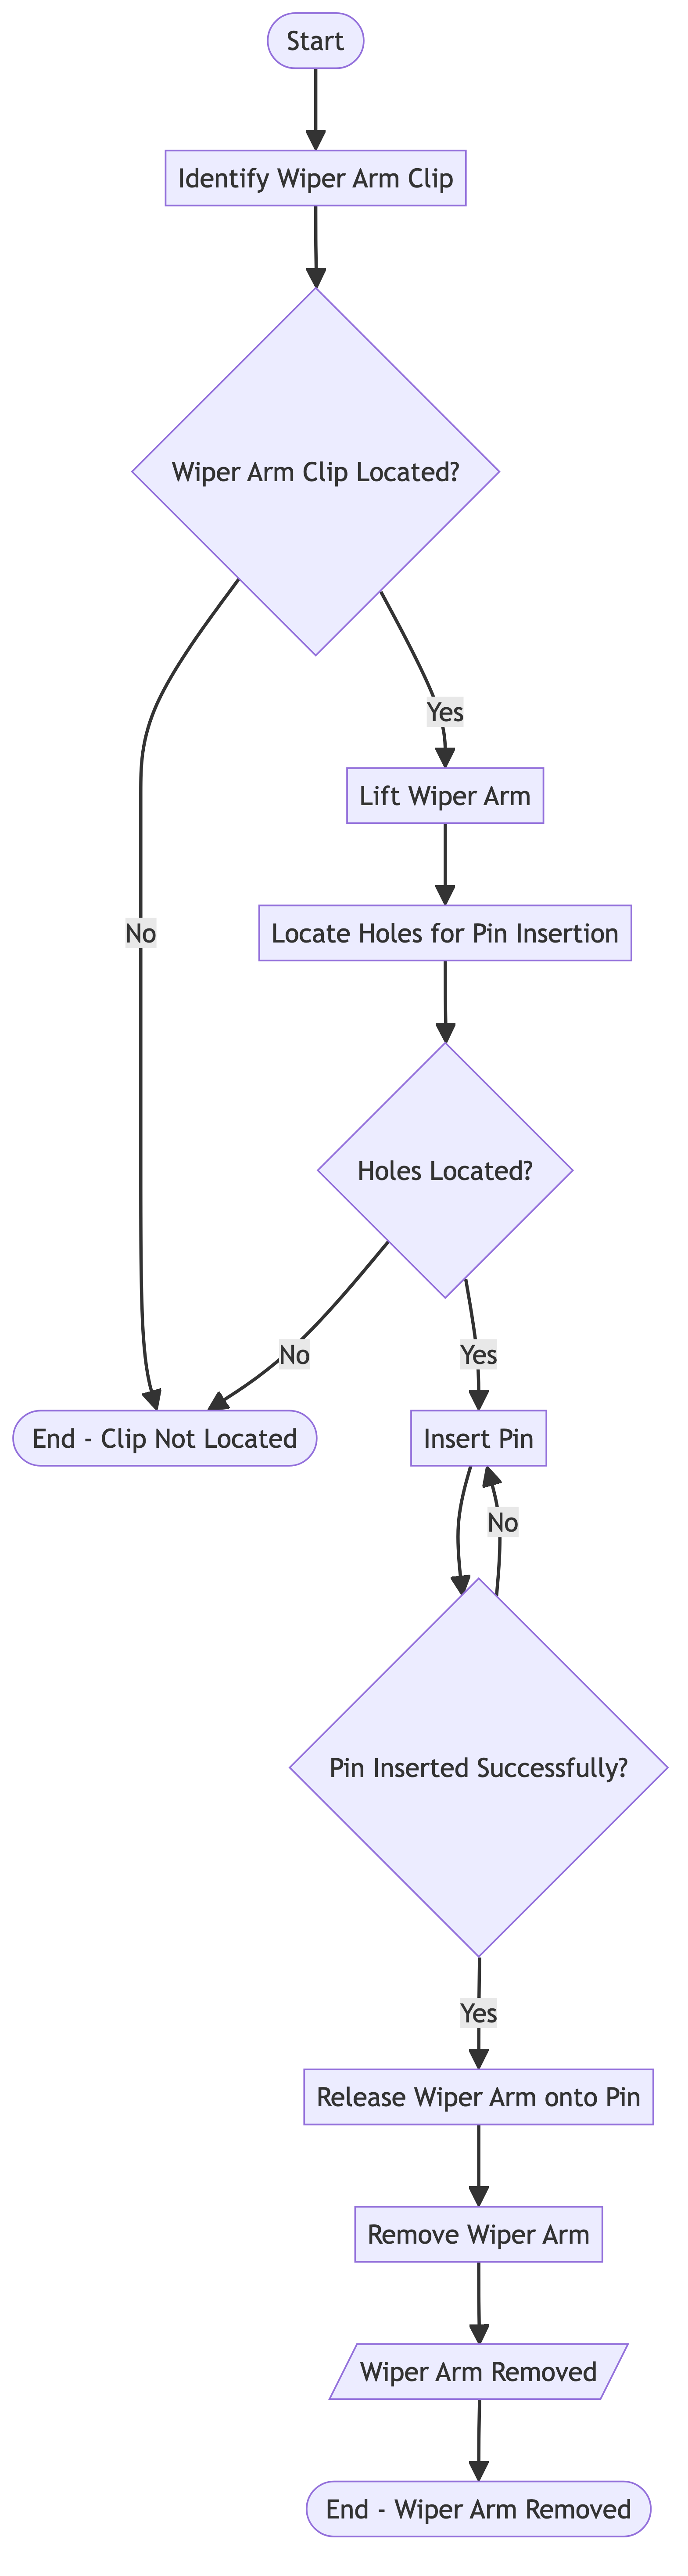 Start
Identify Wiper Arm Clip
Wiper Arm Clip Located?
Yes
Lift Wiper Arm
No
Locate Holes for Pin Insertion
Holes Located?
No
Yes
End - Clip Not Located
Insert Pin
No
Pin Inserted Successfully?
Yes
Release Wiper Arm onto Pin
Remove Wiper Arm
Wiper Arm Removed
End - Wiper Arm Removed